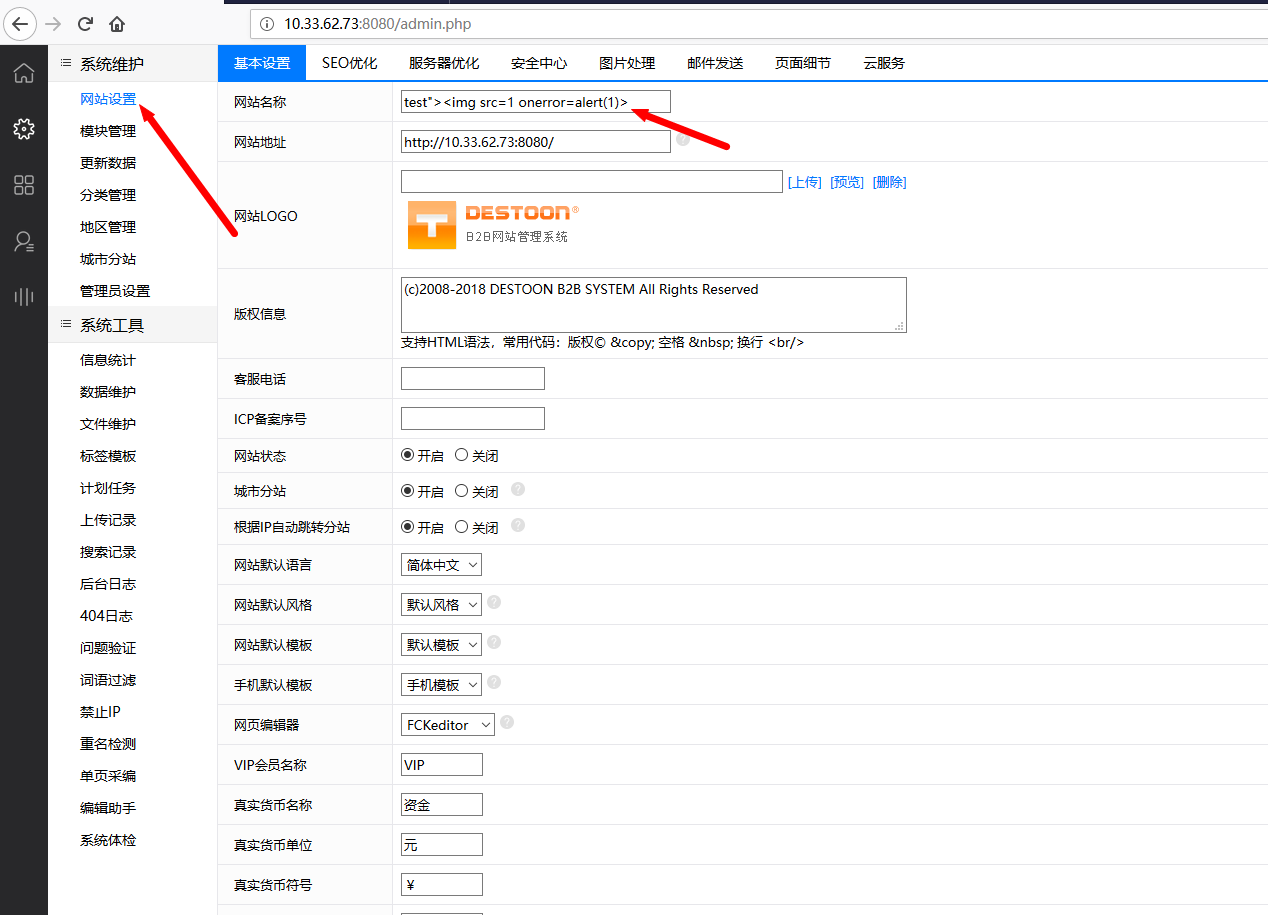 10.33.62.73:8080/admin.php
系统维护
网站设置
模块管理
更新数据
分类管理
地区管理
城市分站
管理员设置
系统工具
信息统计
数据维护
文件维护
标签模板
计划任务
上传记录
搜索记录
后台日志
404日志
问题验证
词语过滤
禁止IP
重名检测
单页采编
编辑助手
系统体检
基本设置 SEO优化 服务器优化 安全中心 图片处理 邮件发送 页面细节 云服务
网站名称 test"><img src=1 onerror=alert(1)>
网站地址 http://10.33.62.73:8080/ ?
网站LOGO [上传] [预览] [删除]
DESTOON®
B2B网站管理系统
版权信息 (c)2008-2018 DESTOON B2B SYSTEM All Rights Reserved
支持HTML语法，常用代码：版权© &copy; 空格 &nbsp; 换行 <br/>
客服电话
ICP备案序号
网站状态 开启 关闭
城市分站 开启 关闭 ?
根据IP自动跳转分站 开启 关闭 ?
网站默认语言 简体中文
网站默认风格 默认风格 ?
网站默认模板 默认模板 ?
手机默认模板 手机模板 ?
网页编辑器 FCKeditor ?
VIP会员名称 VIP
真实货币名称 资金
真实货币单位 元
真实货币符号 ¥